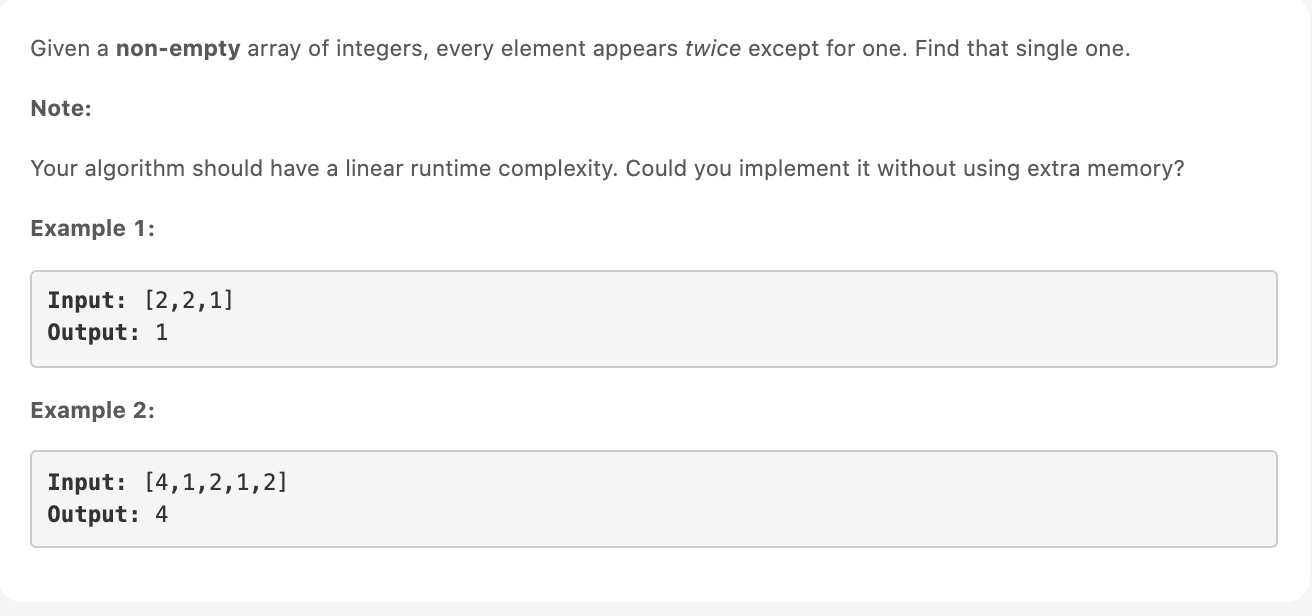 Given a non-empty array of integers, every element appears twice except for one. Find that single one.
Note:
Your algorithm should have a linear runtime complexity. Could you implement it without using extra memory?
Example 1:
Input: [2,2,1]
Output: 1
Example 2:
Input: [4,1,2,1,2]
Output: 4